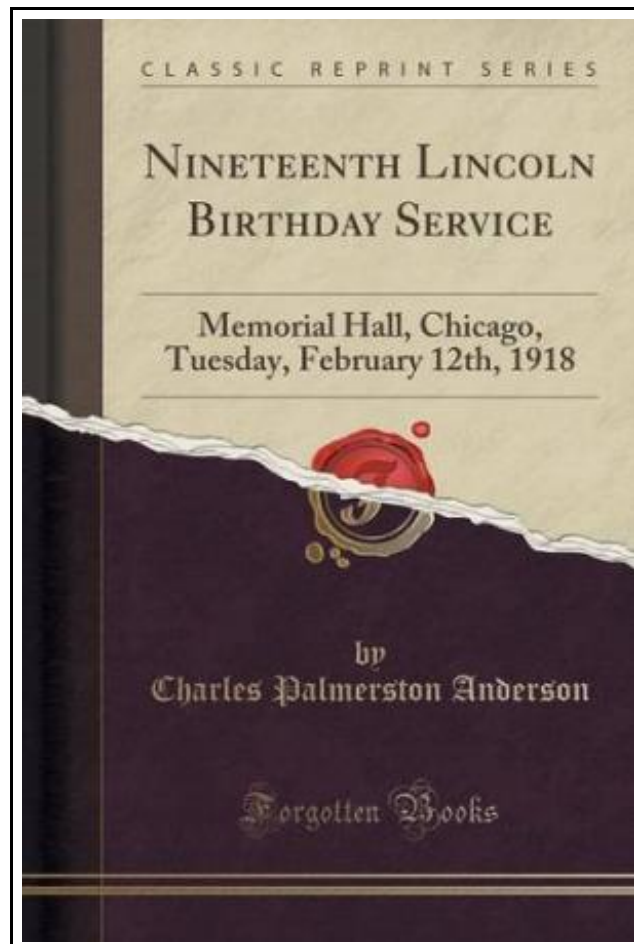 CLASSIC REPRINT SERIES
NINETEENTH LINCOLN
BIRTHDAY SERVICE
Memorial Hall, Chicago,
Tuesday, February 12th, 1918
F
by
Charles Palmerston Anderson
Forgotten Books